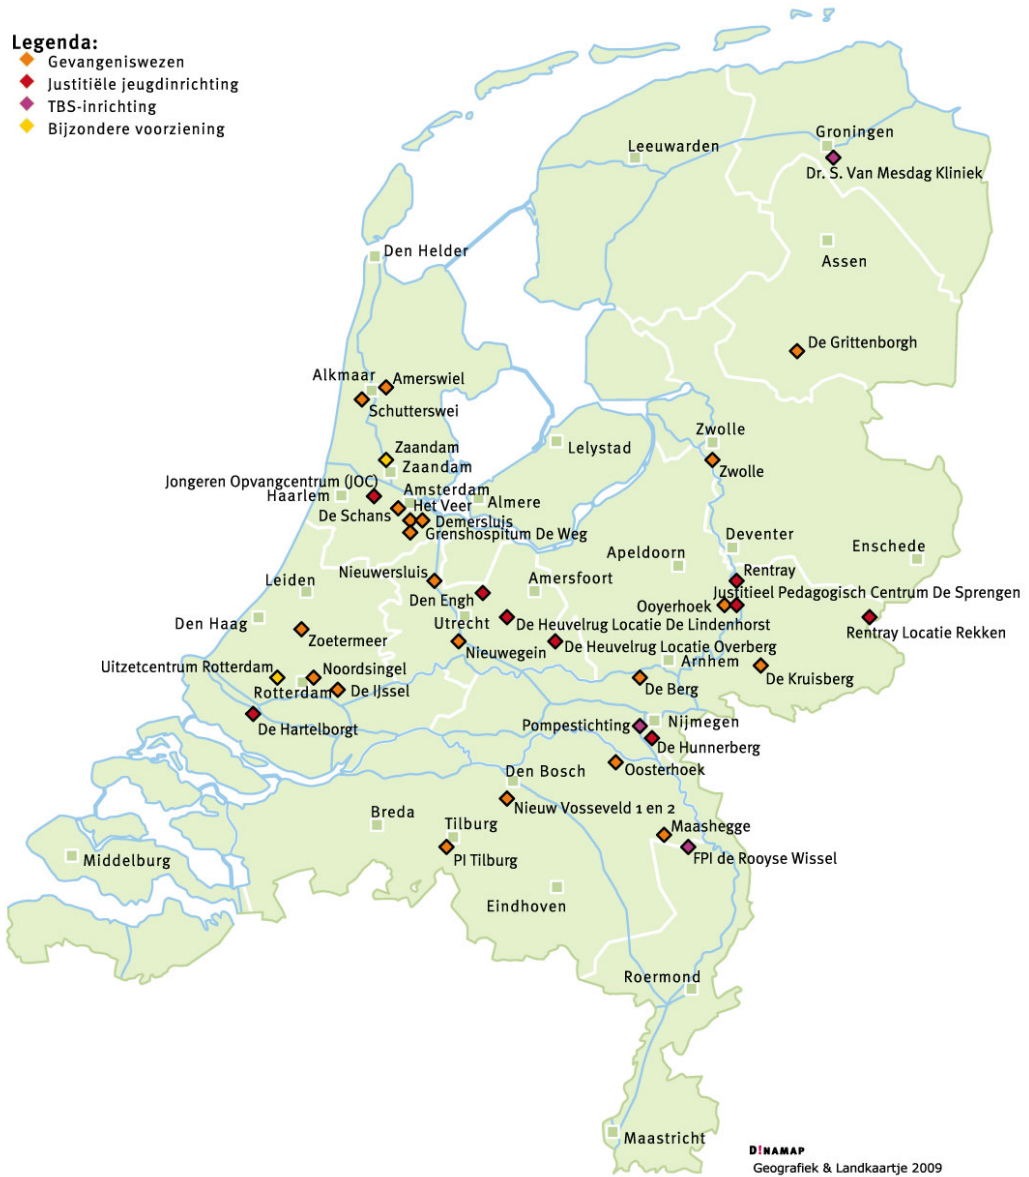 Legenda:
Gevangeniswezen
Justitiële jeugdinrichting
TBS-inrichting
Bijzondere voorziening
Groningen
Leeuwarden
Dr. S. Van Mesdag Kliniek
Den Helder
Assen
De Grittenborgh
Alkmaar
Amerswiel
Schutterswei
Zwolle
Zaandam
Lelystad
Zaandam
Zwolle
Jongeren Opvangcentrum (JOC)
Haarlem
Amsterdam
Almere
Het Veer
De Schans
Demersluis
Grenshospitum De Weg
Deventer
Enschede
Apeldoorn
Nieuwersluis
Rentray
Leiden
Amersfoort
Justitieel Pedagogisch Centrum De Sprengen
Den Engh
Ooyerhoek
Den Haag
Utrecht
De Heuvelrug Locatie De Lindenhorst
Rentray Locatie Rekken
Zoetermeer
Nieuwegein
De Heuvelrug Locatie Overberg
Arnhem
Uitzetcentrum Rotterdam
Noordsingel
De Kruisberg
Rotterdam
De IJssel
De Berg
Nijmegen
Pompestichting
De Hartelborgt
De Hunnerberg
Oosterhoek
Den Bosch
Nieuw Vosseveld 1 en 2
Breda
Tilburg
Maashegge
PI Tilburg
FPI de Rooyse Wissel
Middelburg
Eindhoven
Roermond
Maastricht
D!NAMAP
Geografiek & Landkaartje 2009